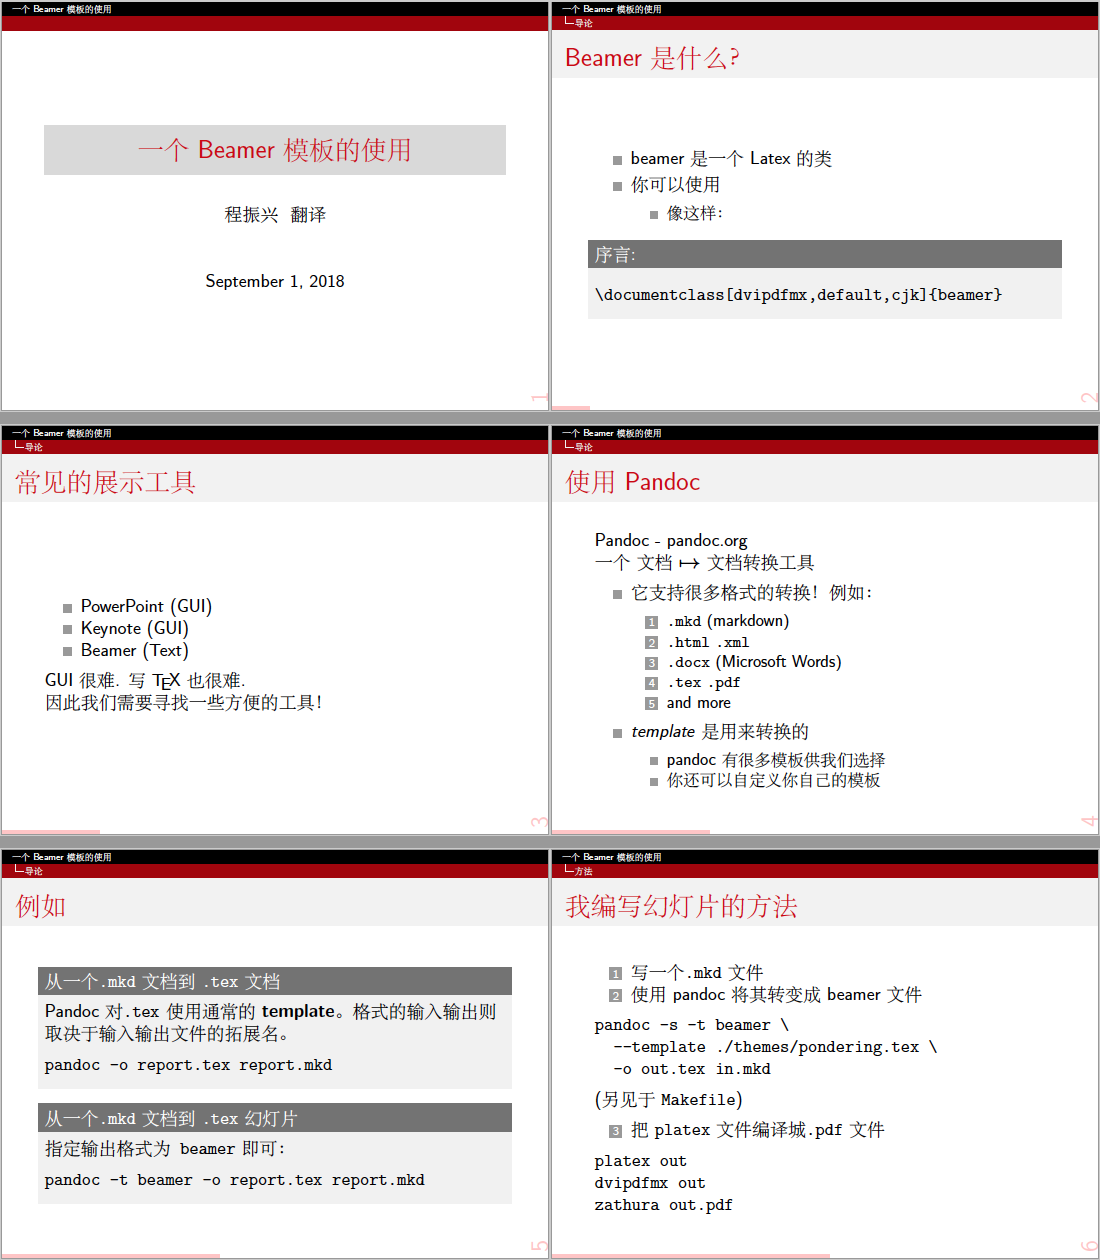 一个 Beamer 模板的使用
一个 Beamer 模板的使用
程振兴 翻译
September 1, 2018
1
一个 Beamer 模板的使用
导论
Beamer 是什么?
beamer 是一个 Latex 的类
你可以使用
像这样：
序言:
\documentclass[dvipdfmx,default,cjk]{beamer}
2
一个 Beamer 模板的使用
导论
常见的展示工具
PowerPoint (GUI)
Keynote (GUI)
Beamer (Text)
GUI 很难. 写 TEX 也很难.
因此我们需要寻找一些方便的工具！
3
一个 Beamer 模板的使用
导论
使用 Pandoc
Pandoc - pandoc.org
一个 文档 ↦ 文档转换工具
它支持很多格式的转换！例如：
1 .mkd (markdown)
2 .html .xml
3 .docx (Microsoft Words)
4 .tex .pdf
5 and more
template 是用来转换的
pandoc 有很多模板供我们选择
你还可以自定义你自己的模板
4
一个 Beamer 模板的使用
导论
例如
从一个.mkd 文档到 .tex 文档
Pandoc 对.tex 使用通常的 template。格式的输入输出则
取决于输入输出文件的拓展名。
pandoc -o report.tex report.mkd
从一个.mkd 文档到 .tex 幻灯片
指定输出格式为 beamer 即可：
pandoc -t beamer -o report.tex report.mkd
5
一个 Beamer 模板的使用
方法
我编写幻灯片的方法
1 写一个.mkd 文件
2 使用 pandoc 将其转变成 beamer 文件
pandoc -s -t beamer \
--template ./themes/pondering.tex \
-o out.tex in.mkd
(另见于 Makefile)
3 把 platex 文件编译城.pdf 文件
platex out
dvipdfmx out
zathura out.pdf
6